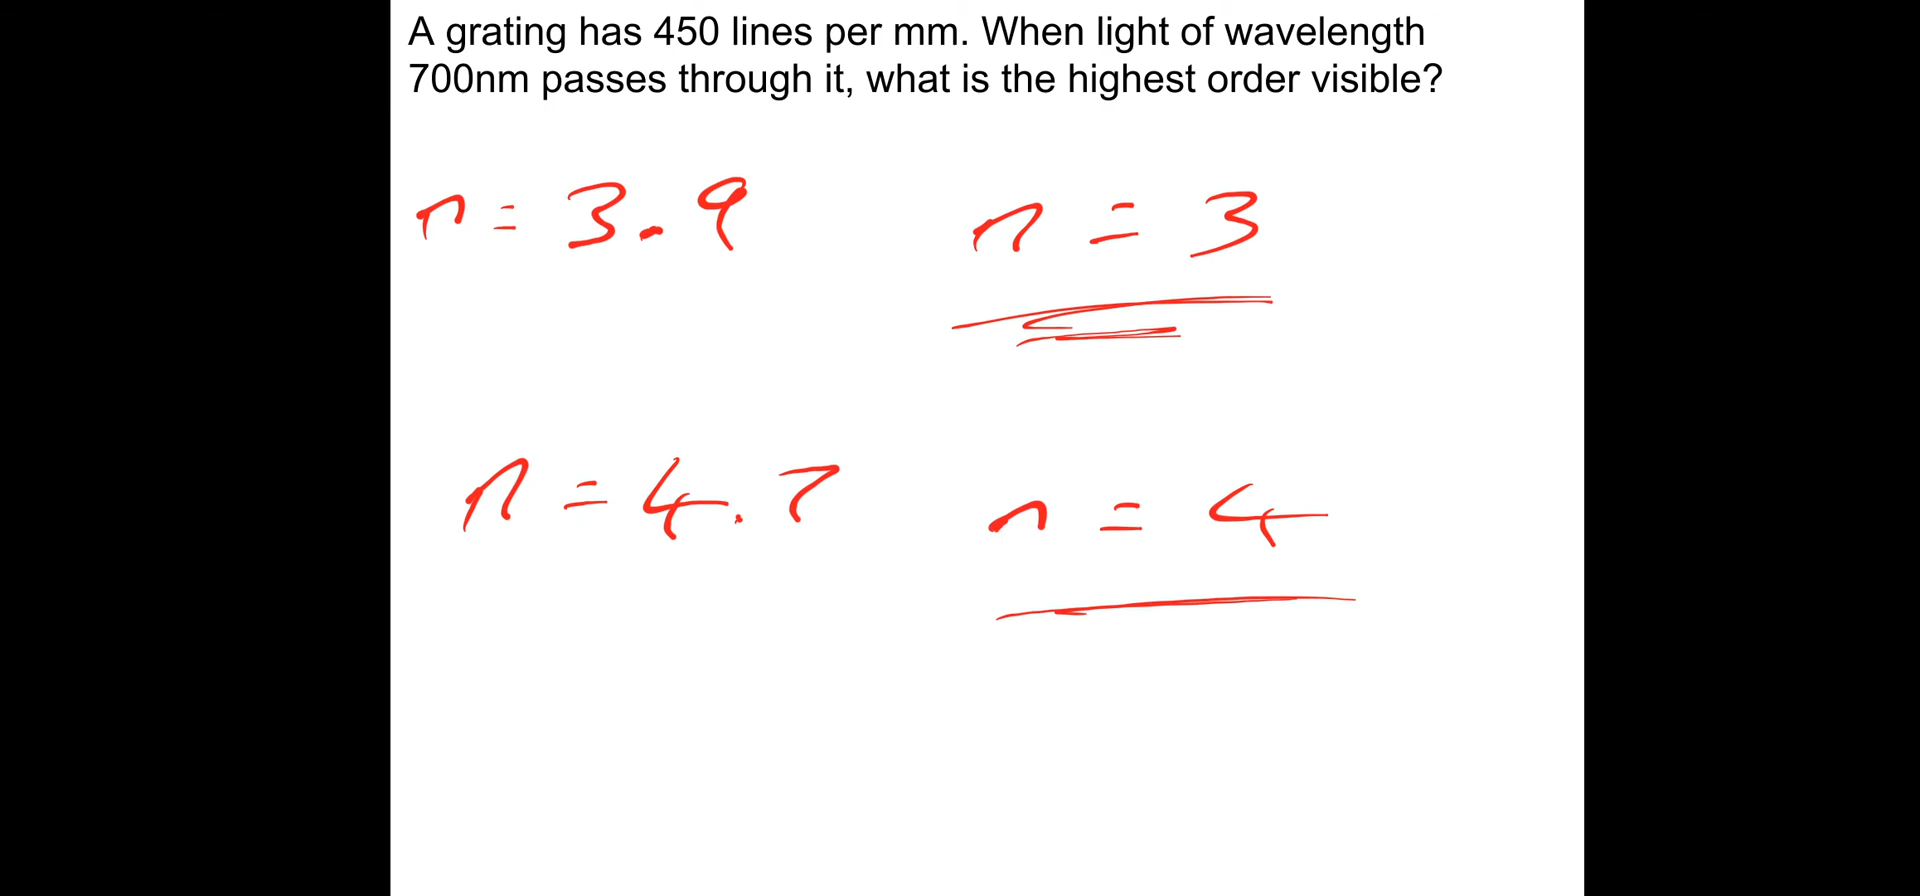 A grating has 450 lines per mm. When light of wavelength
700nm passes through it, what is the highest order visible?
n = 3.9 n = 3
n = 4.7 n = 4